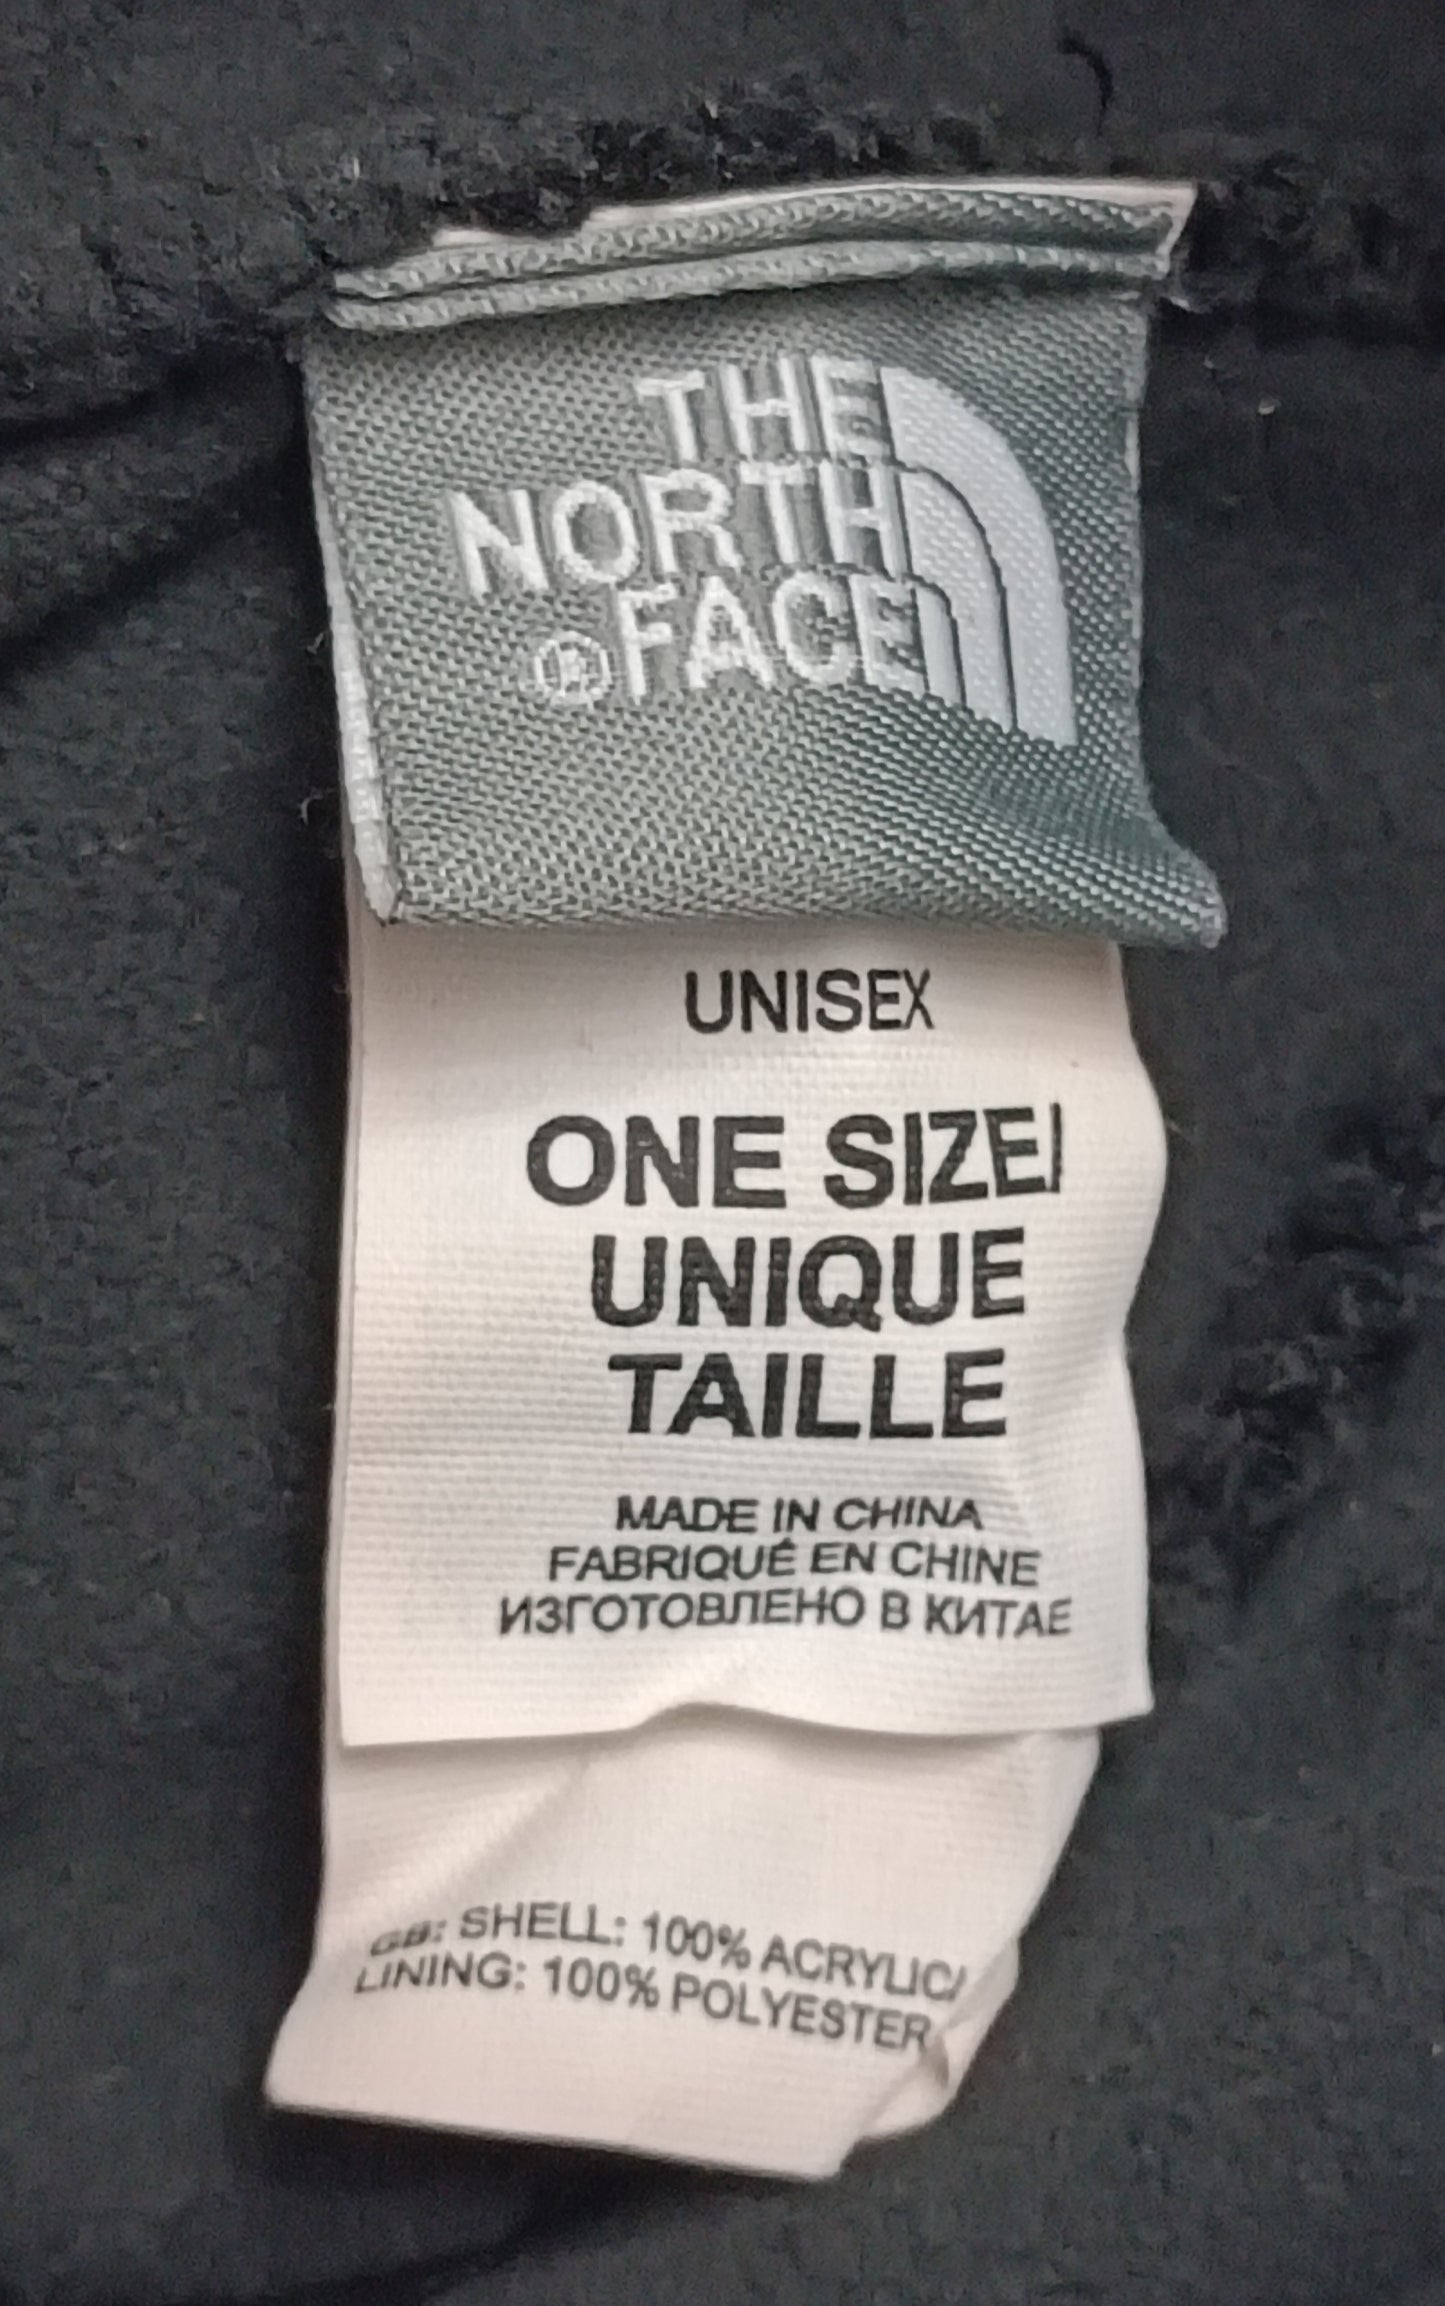 THE
NORTH
® FACE
UNISEX
ONE SIZE/
UNIQUE
TAILLE
MADE IN CHINA
FABRIQUÉ EN CHINE
ИЗГОТОВЛЕНО В КИТАЕ
GB: SHELL: 100% ACRYLIC/
LINING: 100% POLYESTER